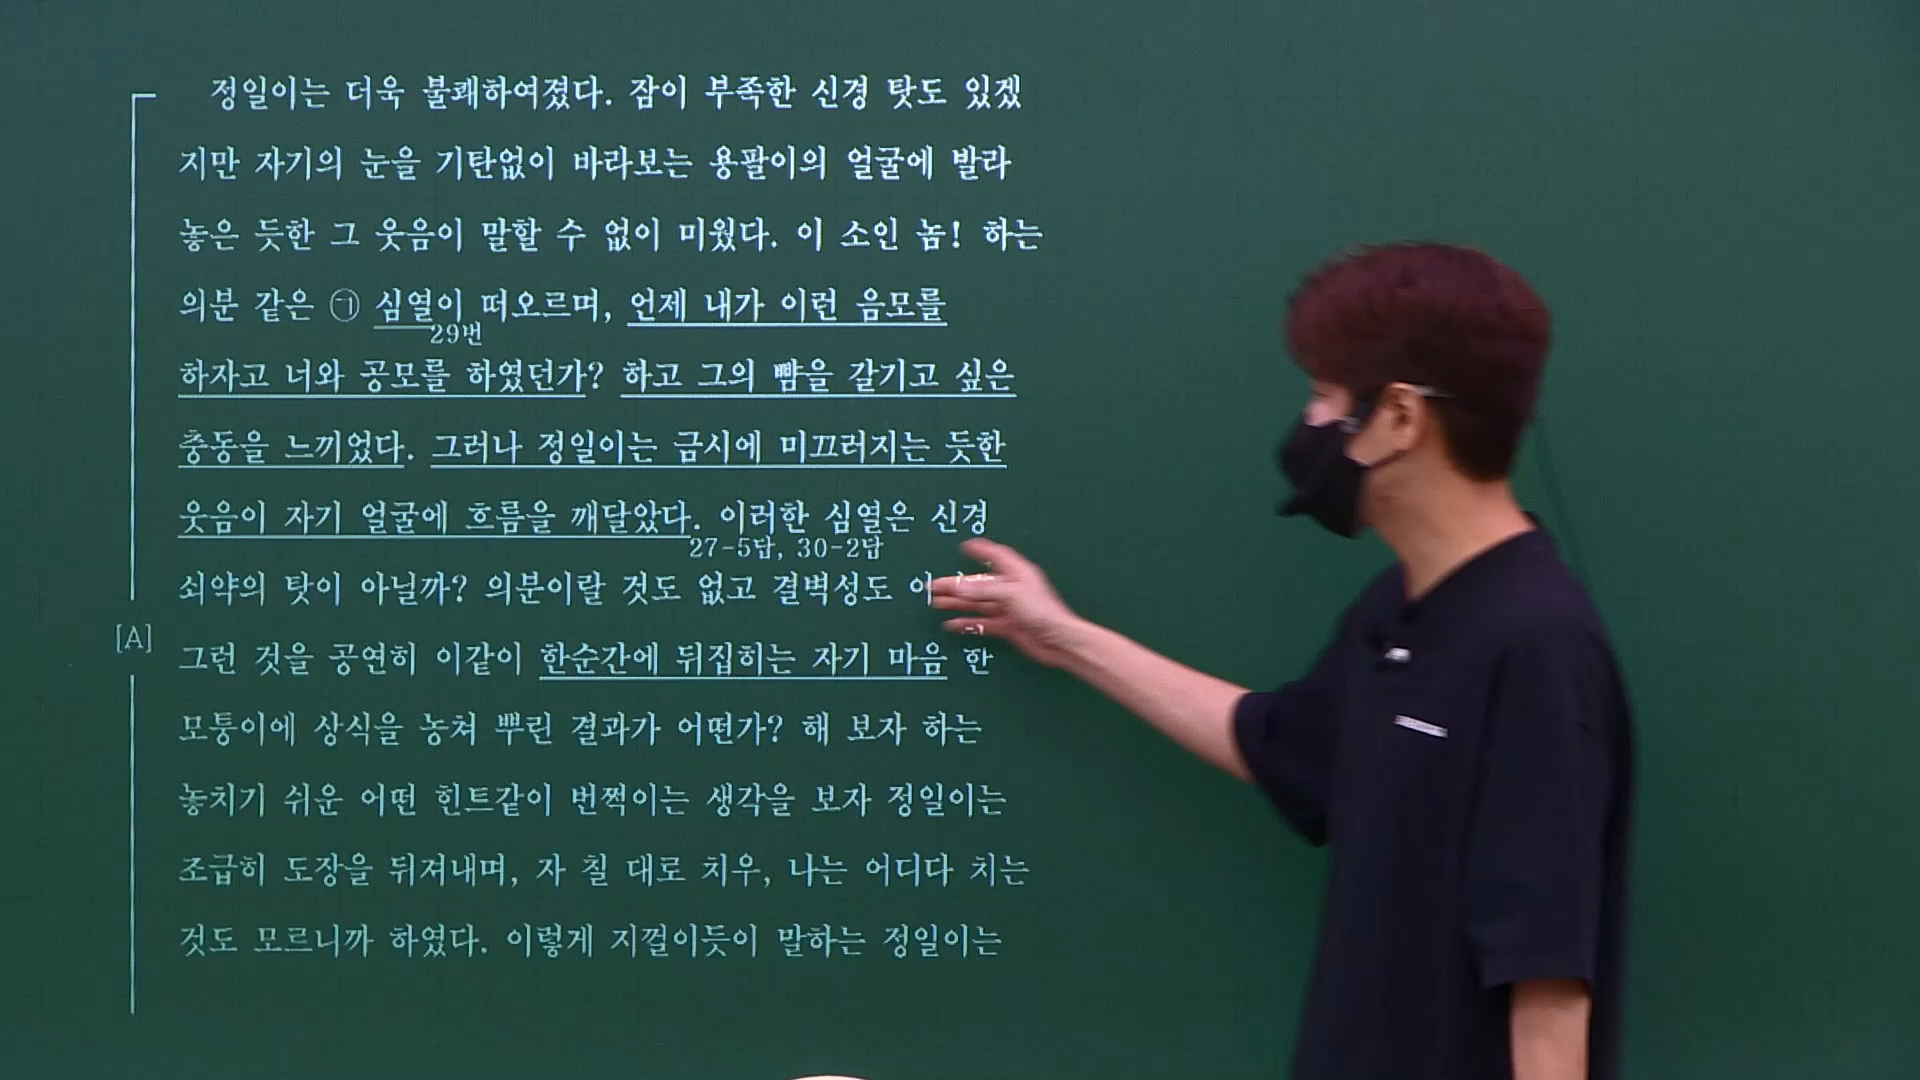 정일이는 더욱 불쾌하여졌다. 잠이 부족한 신경 탓도 있겠
지만 자기의 눈을 기탄없이 바라보는 용팔이의 얼굴에 발라
놓은 듯한 그 웃음이 말할 수 없이 미웠다. 이 소인 놈! 하는
의분 같은 ㉠ 심열이 떠오르며, 언제 내가 이런 음모를
29번
하자고 너와 공모를 하였던가? 하고 그의 뺨을 갈기고 싶은
충동을 느끼었다. 그러나 정일이는 금시에 미끄러지는 듯한
웃음이 자기 얼굴에 흐름을 깨달았다. 이러한 심열은 신경
27-5답, 30-2답
쇠약의 탓이 아닐까? 의분이랄 것도 없고 결벽성도
[A]
그런 것을 공연히 이같이 한순간에 뒤집히는 자기 마음 한
모퉁이에 상식을 놓쳐 뿌린 결과가 어떤가? 해 보자 하는
놓치기 쉬운 어떤 힌트같이 번쩍이는 생각을 보자 정일이는
조급히 도장을 뒤져내며, 자 칠 대로 치우, 나는 어디다 치는
것도 모르니까 하였다. 이렇게 지껄이듯이 말하는 정일이는